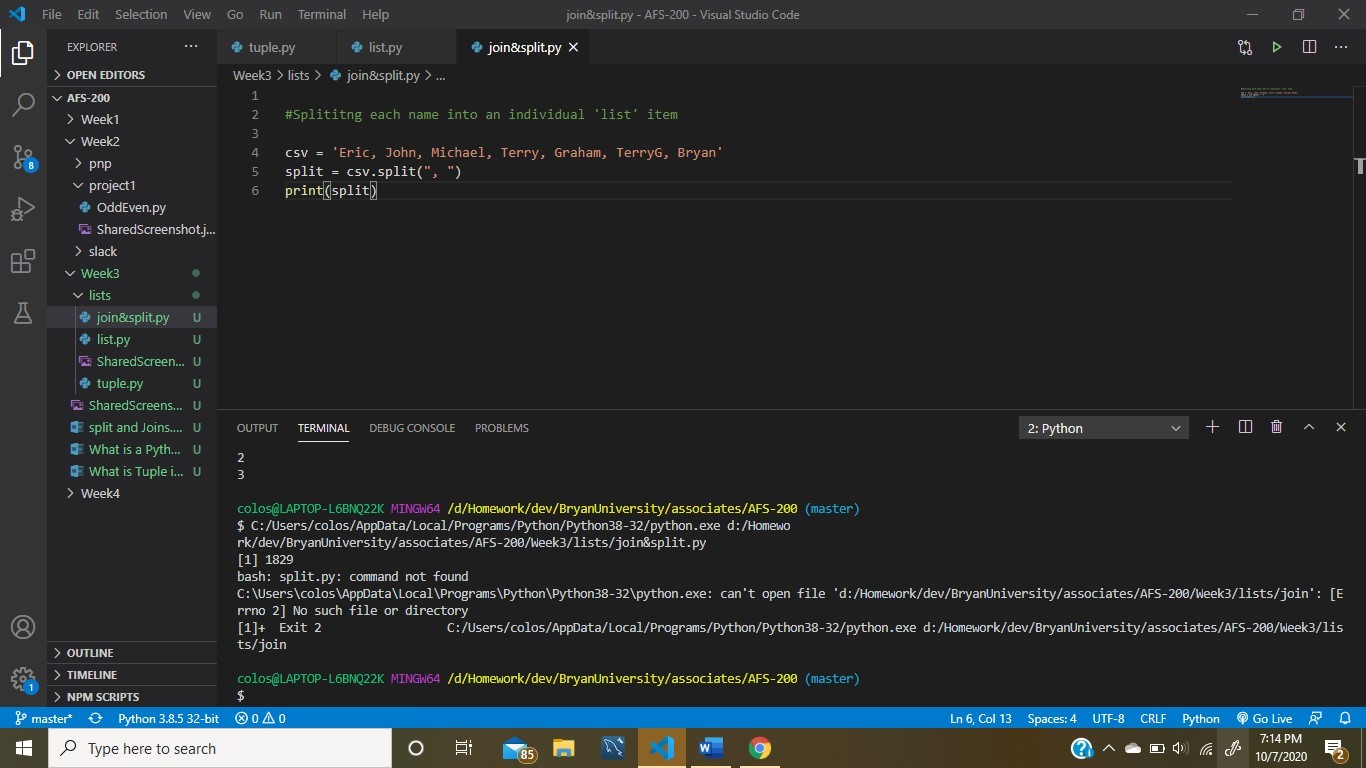 File Edit Selection View Go Run Terminal Help join&split.py - AFS-200 - Visual Studio Code
EXPLORER
OPEN EDITORS
AFS-200
Week1
Week2
pnp
project1
OddEven.py
SharedScreenshot.j...
slack
Week3
lists
join&split.py U
list.py U
SharedScreen... U
tuple.py U
SharedScreens... U
split and Joins.... U
What is a Pyth... U
What is Tuple i... U
Week4
OUTLINE
TIMELINE
NPM SCRIPTS
8
1
tuple.py list.py join&split.py
Week3 > lists > join&split.py > ...
1
2 #Splititng each name into an individual 'list' item
3
4 csv = 'Eric, John, Michael, Terry, Graham, TerryG, Bryan'
5 split = csv.split(", ")
6 print(split)
OUTPUT TERMINAL DEBUG CONSOLE PROBLEMS 2: Python
2
3
colos@LAPTOP-L6BNQ22K MINGW64 /d/Homework/dev/BryanUniversity/associates/AFS-200 (master)
$ C:/Users/colos/AppData/Local/Programs/Python/Python38-32/python.exe d:/Homewo
rk/dev/BryanUniversity/associates/AFS-200/Week3/lists/join&split.py
[1] 1829
bash: split.py: command not found
C:\Users\colos\AppData\Local\Programs\Python\Python38-32\python.exe: can't open file 'd:/Homework/dev/BryanUniversity/associates/AFS-200/Week3/lists/join': [E
rrno 2] No such file or directory
[1]+  Exit 2                  C:/Users/colos/AppData/Local/Programs/Python/Python38-32/python.exe d:/Homework/dev/BryanUniversity/associates/AFS-200/Week3/lis
ts/join
colos@LAPTOP-L6BNQ22K MINGW64 /d/Homework/dev/BryanUniversity/associates/AFS-200 (master)
$
master* Python 3.8.5 32-bit 0 0 Ln 6, Col 13 Spaces: 4 UTF-8 CRLF Python Go Live
Type here to search 85 7:14 PM
10/7/2020 2